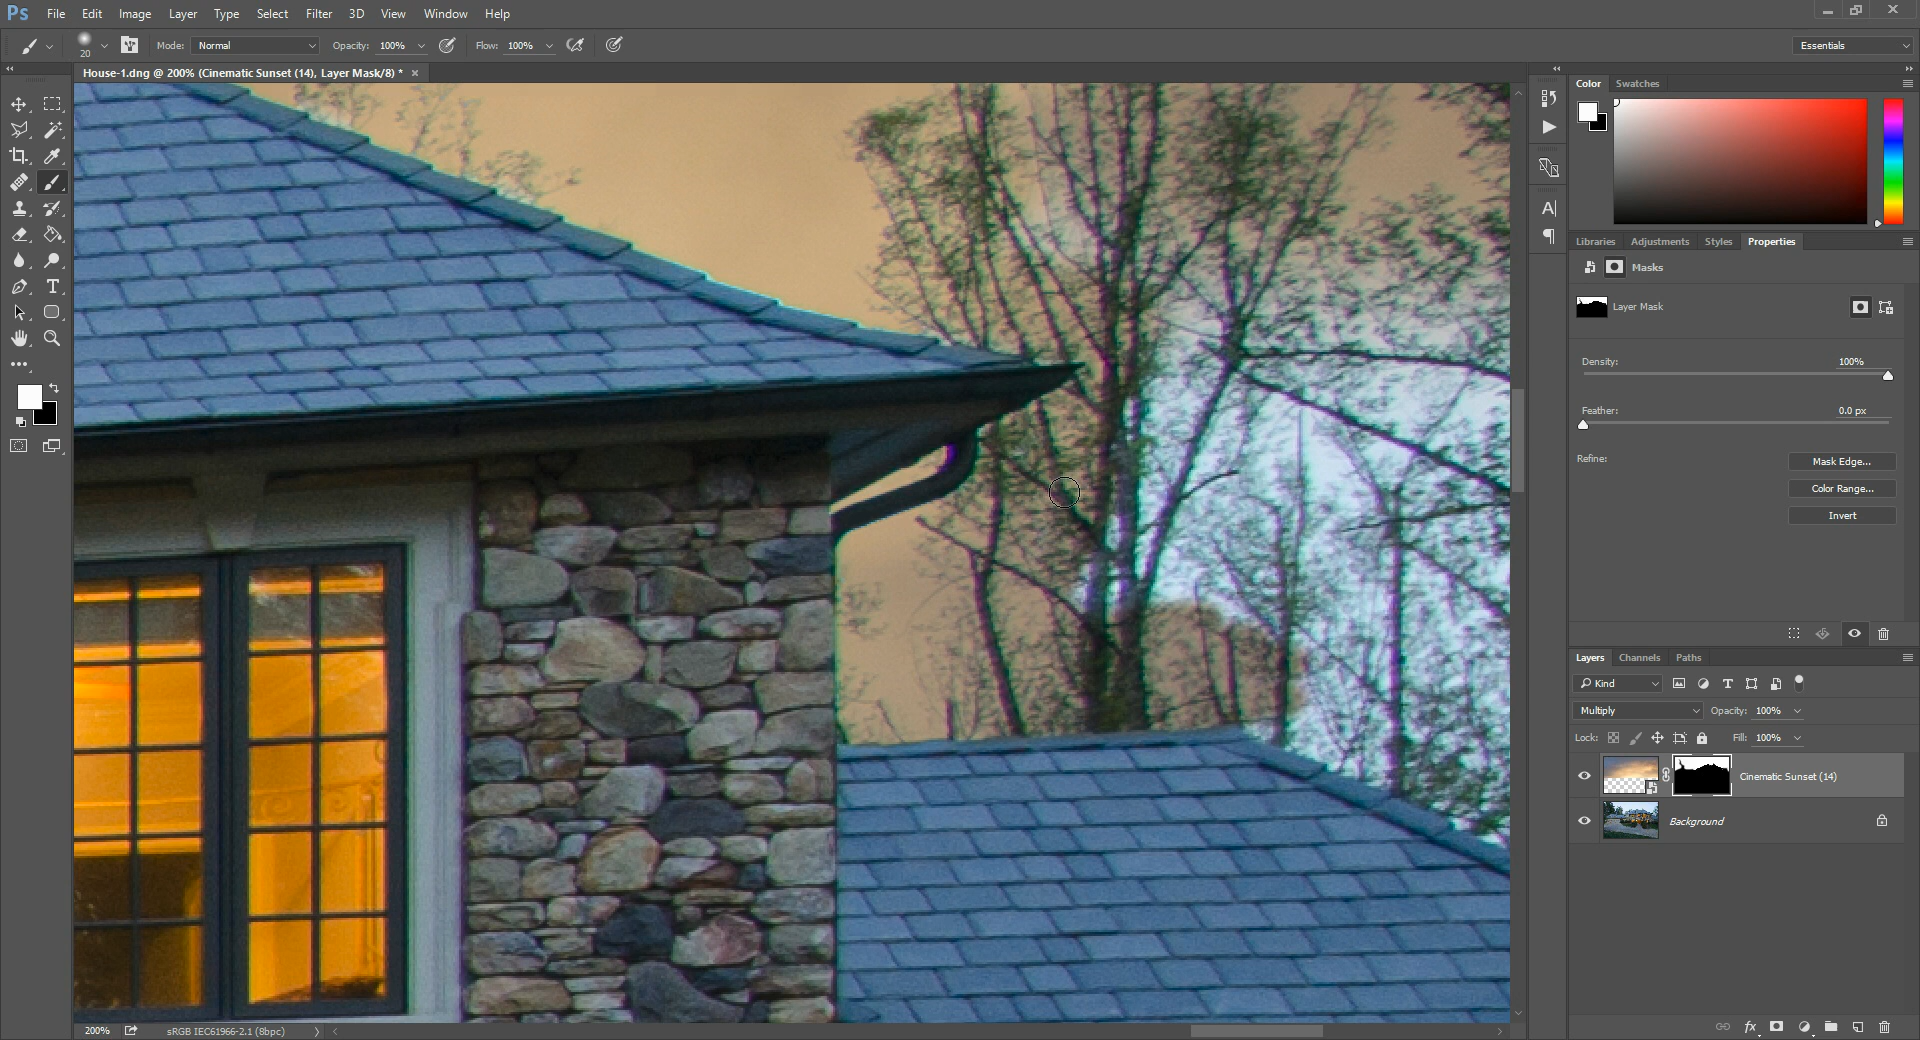 Ps File Edit Image Layer Type Select Filter 3D View Window Help
20 Mode: Normal Opacity: 100% Flow: 100% Essentials
House-1.dng @ 200% (Cinematic Sunset (14), Layer Mask/8) *
Color Swatches
Libraries Adjustments Styles Properties
Masks
Layer Mask
Density: 100%
Feather: 0.0 px
Refine: Mask Edge...
Color Range...
Invert
Layers Channels Paths
Kind
Multiply Opacity: 100%
Lock: Fill: 100%
Cinematic Sunset (14)
Background
200% sRGB IEC61966-2.1 (8bpc)